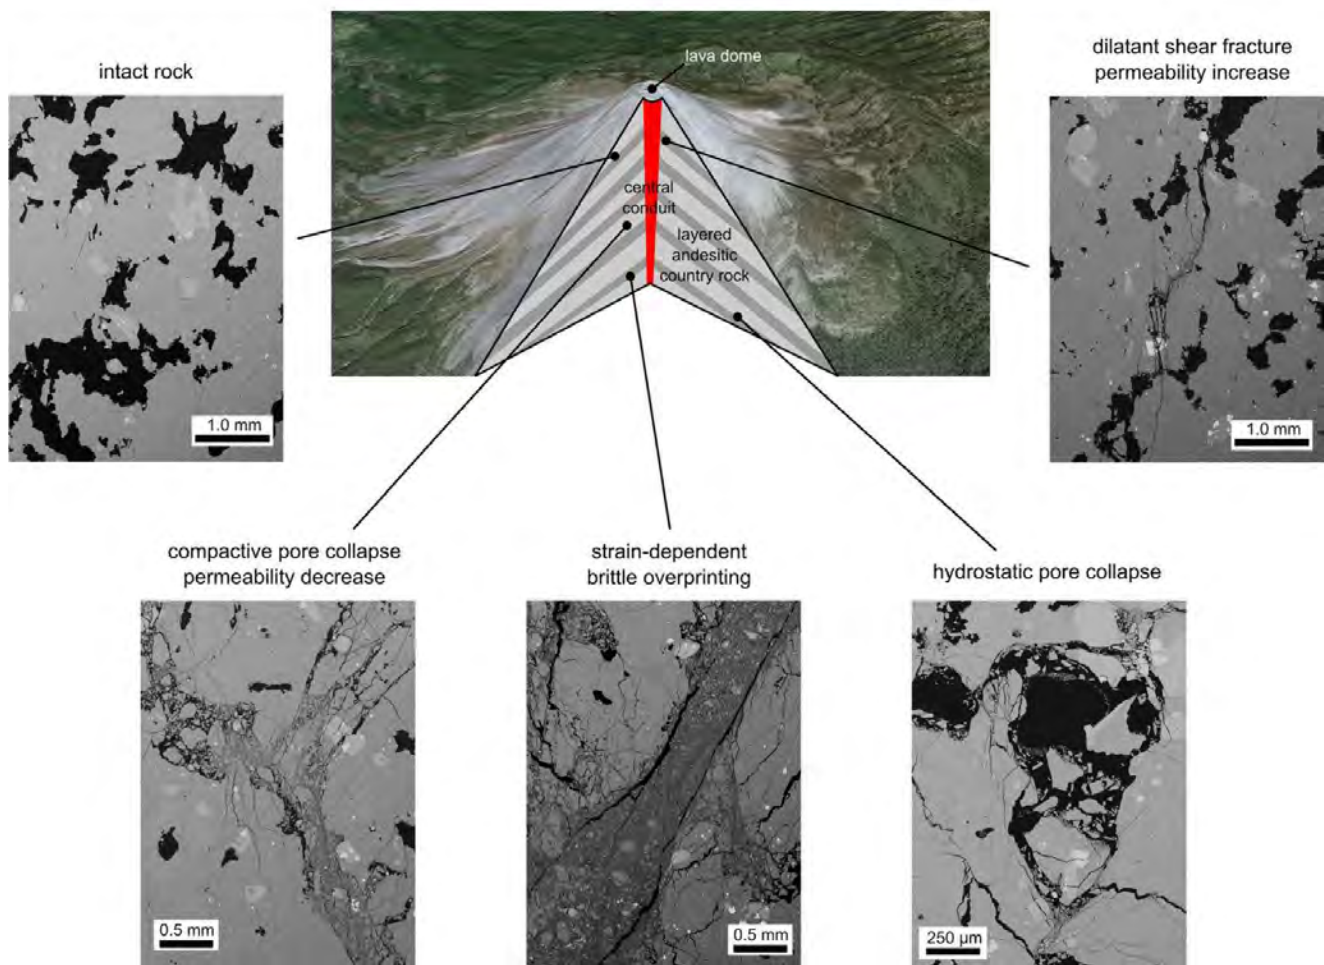 intact rock
1.0 mm
lava dome
central
conduit
layered
andesitic
country rock
dilatant shear fracture
permeability increase
1.0 mm
compactive pore collapse
permeability decrease
0.5 mm
strain-dependent
brittle overprinting
0.5 mm
hydrostatic pore collapse
250 µm